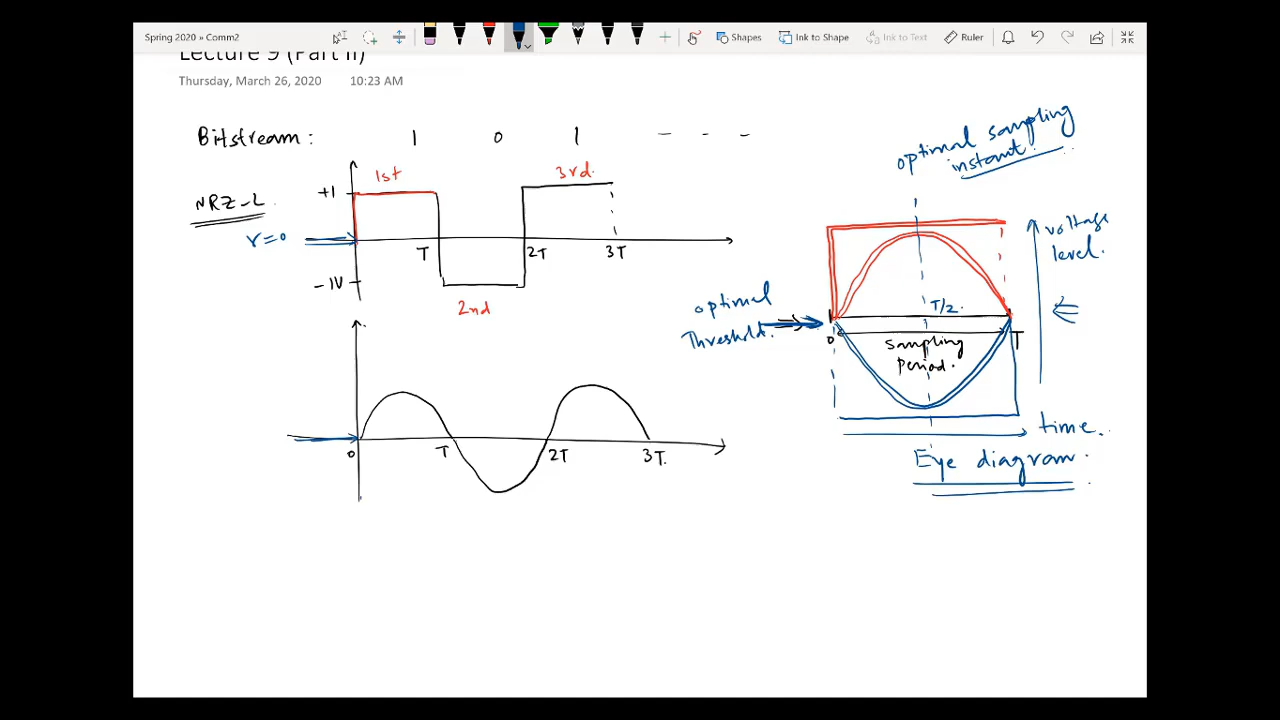 Spring 2020 » Comm2
Shapes
Ink to Shape
Ink to Text
Ruler
Lecture 9 (Part II)
Thursday, March 26, 2020 10:23 AM
Bitstream: 1 0 1 - - -
optimal sampling
instant.
NRZ-L
+1
1st
3rd.
V=0
T
2T
3T
-1V
2nd
voltage
level.
optimal
Threshold.
T/2.
0
Sampling
Period.
T
time.
Eye diagram.
0
T
2T
3T.